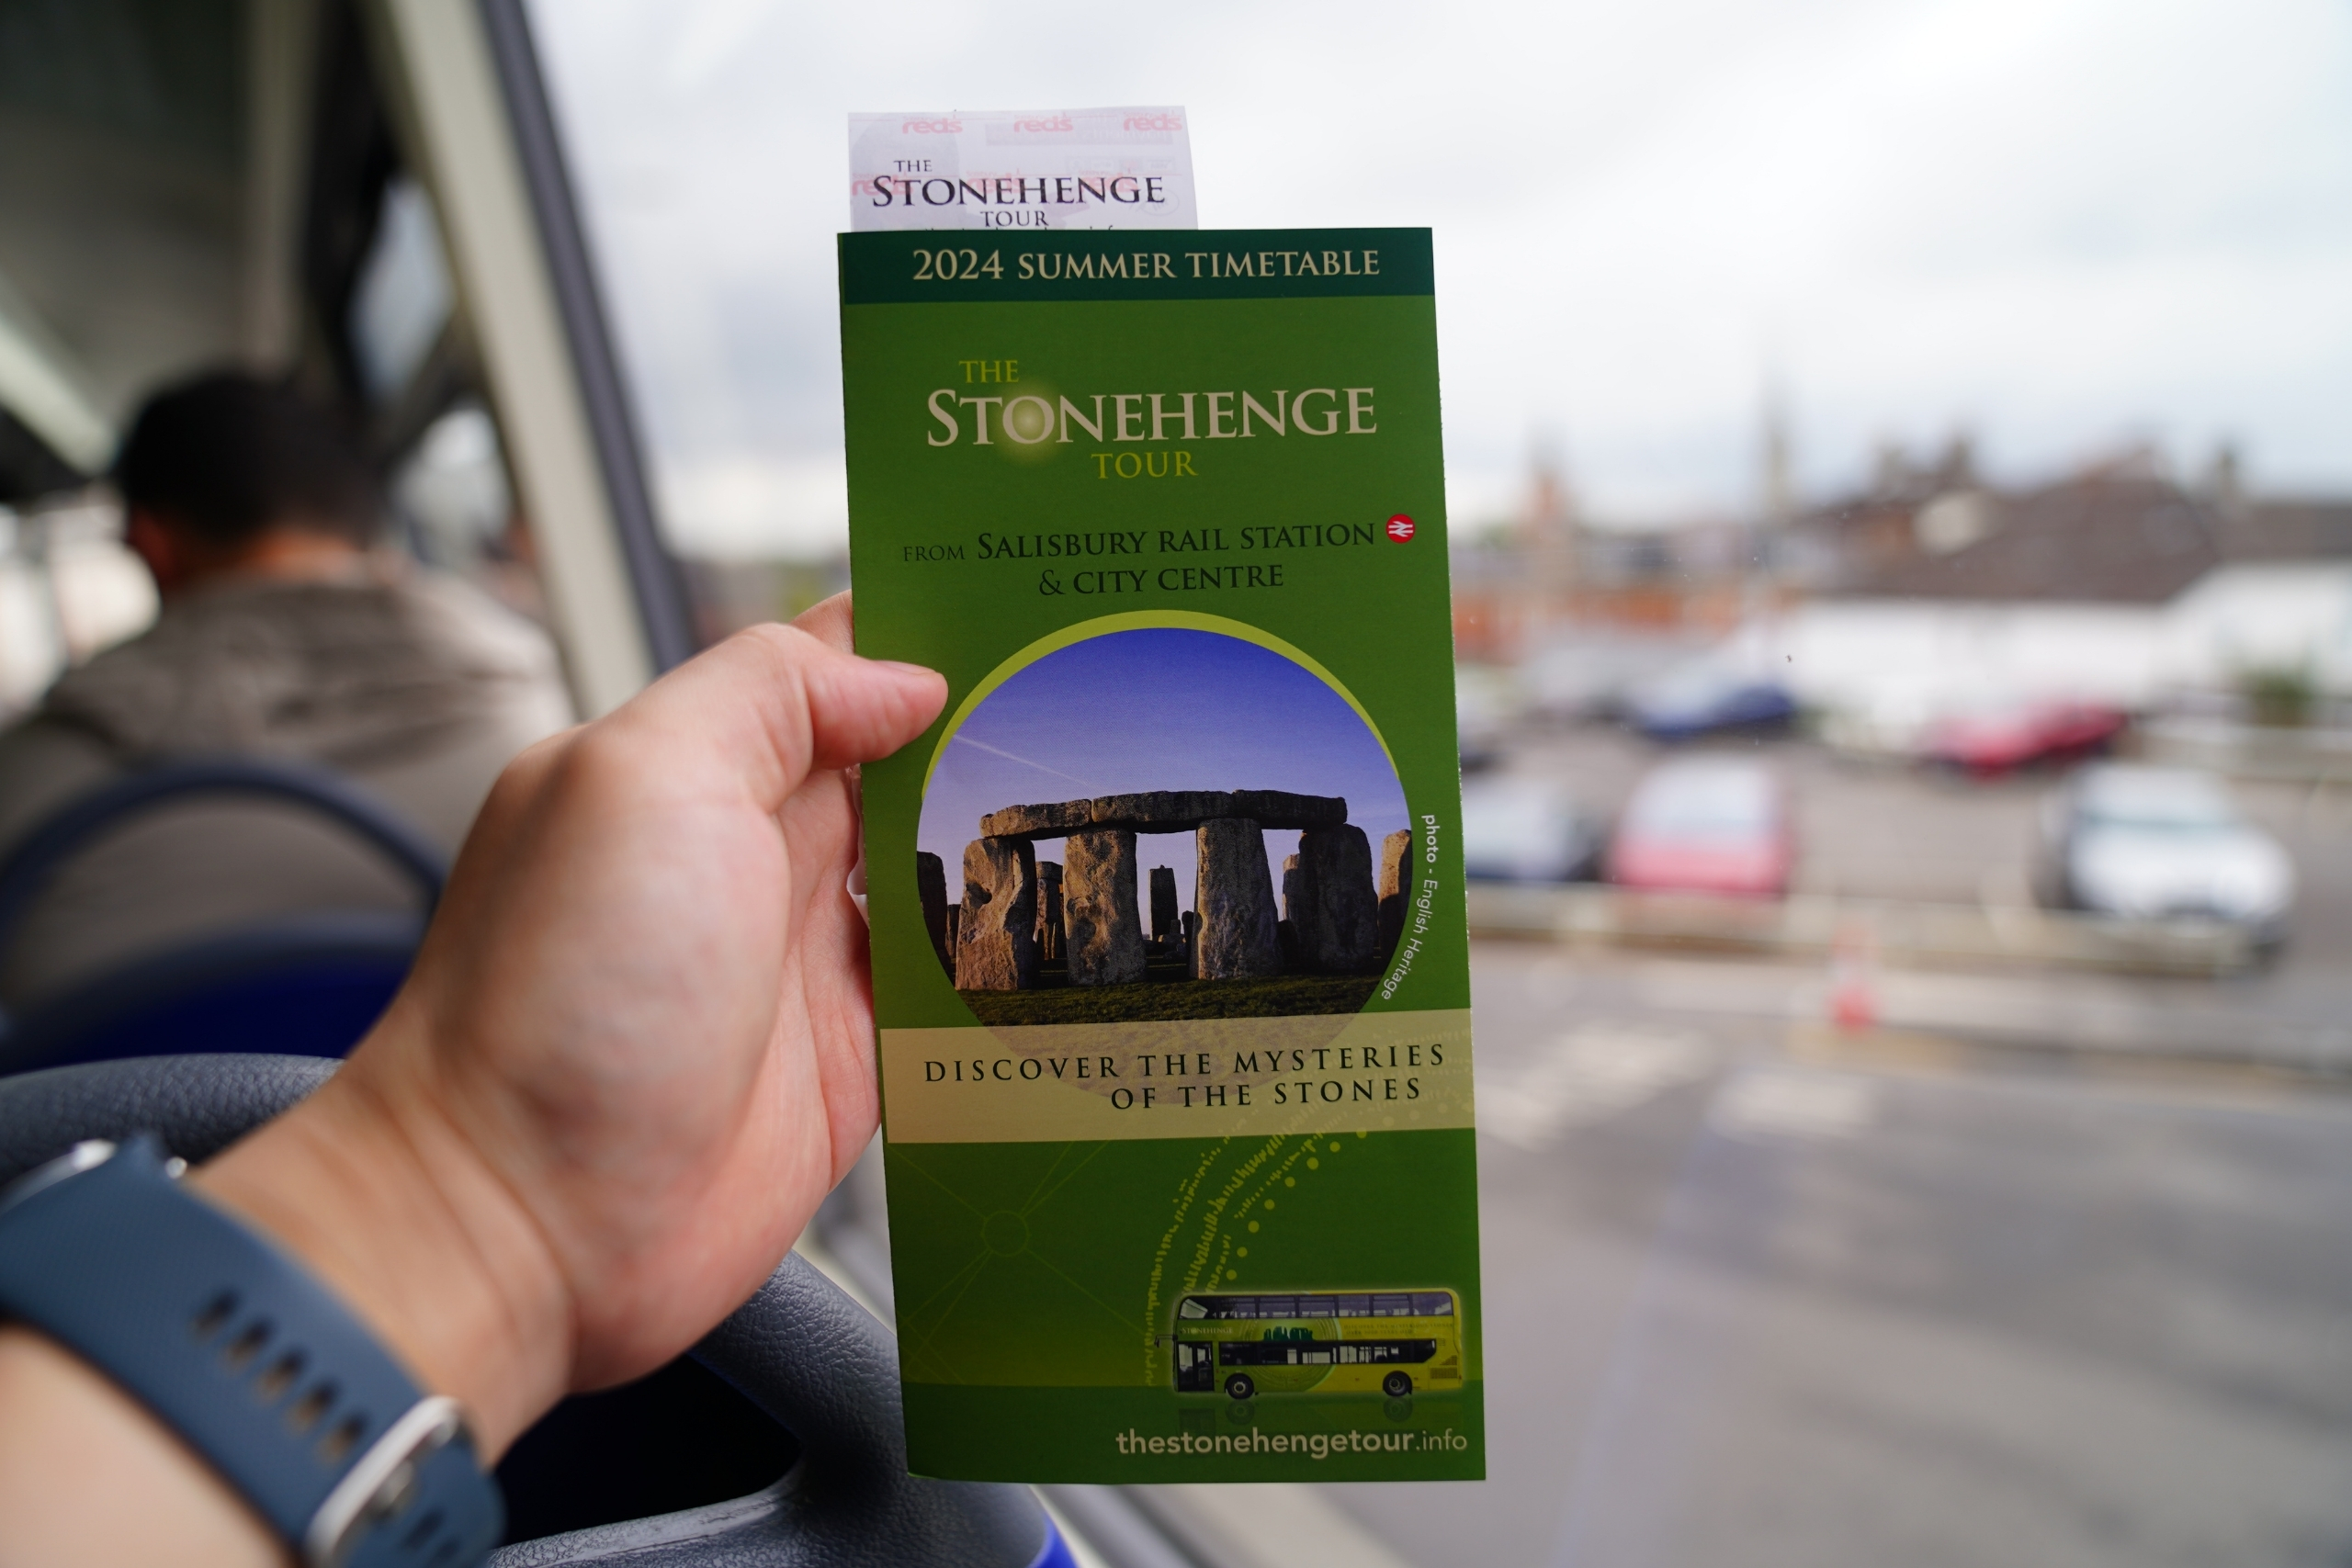 reds reds reds
THE
STONEHENGE
TOUR
2024 SUMMER TIMETABLE
THE
STONEHENGE
TOUR
FROM SALISBURY RAIL STATION
& CITY CENTRE
photo - English Heritage
DISCOVER THE MYSTERIES
OF THE STONES
STONEHENGE
thestonehengetour.info